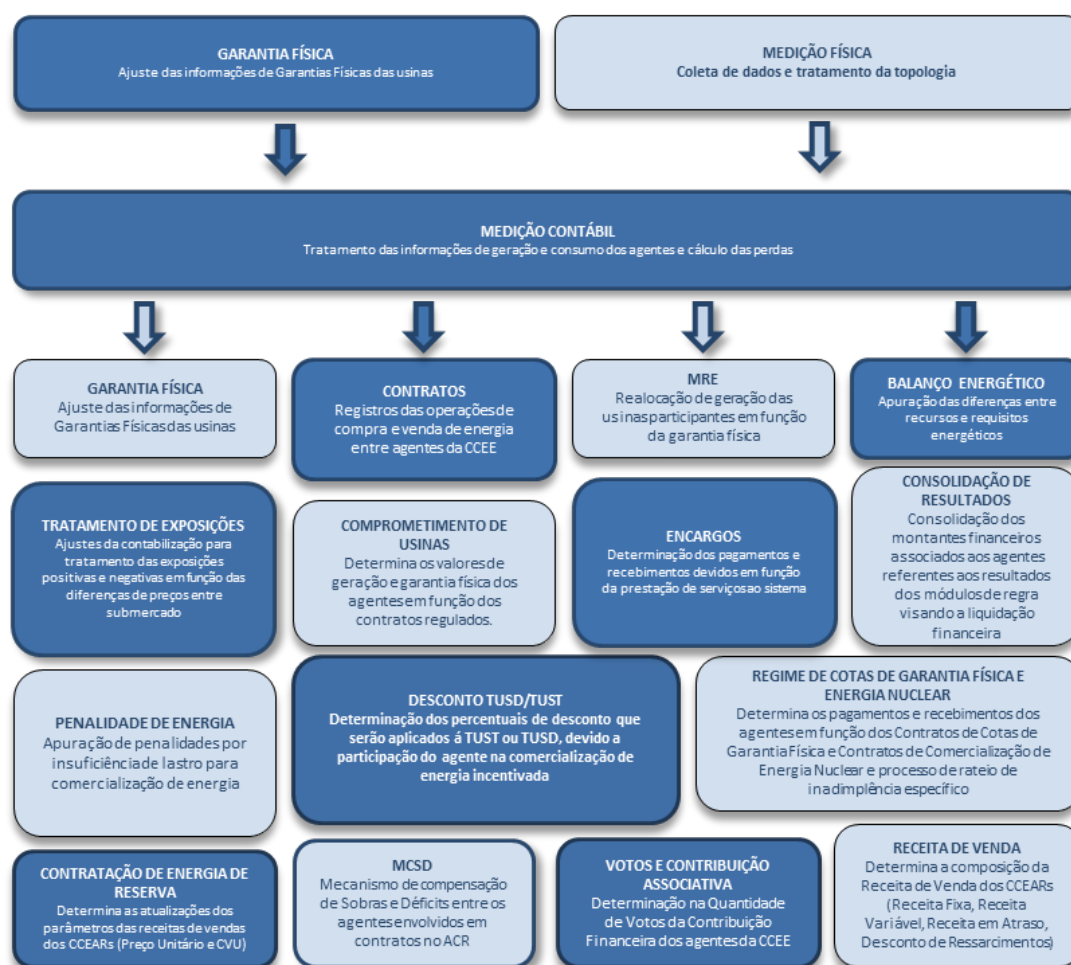 GARANTIA FÍSICA
Ajuste das informações de Garantias Físicas das usinas
MEDIÇÃO FÍSICA
Coleta de dados e tratamento da topologia
MEDIÇÃO CONTÁBIL
Tratamento das informações de geração e consumo dos agentes e cálculo das perdas
GARANTIA FÍSICA
Ajuste das informações de
Garantias Físicas das usinas
CONTRATOS
Registros das operações de
compra e venda de energia
entre agentes da CCEE
MRE
Realocação de geração das
usinas participantes em função
da garantia física
BALANÇO ENERGÉTICO
Apuração das diferenças entre
recursos e requisitos
energéticos
TRATAMENTO DE EXPOSIÇÕES
Ajustes da contabilização para
tratamento das exposições
positivas e negativas em função das
diferenças de preços entre
submercado
COMPROMETIMENTO DE
USINAS
Determina os valores de
geração e garantia física dos
agentes em função dos
contratos regulados.
ENCARGOS
Determinação dos pagamentos e
recebimentos devidos em função
da prestação de serviços ao sistema
CONSOLIDAÇÃO DE
RESULTADOS
Consolidação dos
montantes financeiros
associados aos agentes
referentes aos resultados
dos módulos de regra
visando a liquidação
financeira
PENALIDADE DE ENERGIA
Apuração de penalidades por
insuficiência de lastro para
comercialização de energia
DESCONTO TUSD/TUST
Determinação dos percentuais de desconto que
serão aplicados á TUST ou TUSD, devido a
participação do agente na comercialização de
energia incentivada
REGIME DE COTAS DE GARANTIA FÍSICA E
ENERGIA NUCLEAR
Determina os pagamentos e recebimentos dos
agentes em função dos Contratos de Cotas de
Garantia Física e Contratos de Comercialização de
Energia Nuclear e processo de rateio de
inadimplência específico
CONTRATAÇÃO DE ENERGIA DE
RESERVA
Determina as atualizações dos
parâmetros das receitas de vendas
dos CCEARs (Preço Unitário e CVU)
MCSD
Mecanismo de compensação
de Sobras e Déficits entre os
agentes envolvidos em
contratos no ACR
VOTOS E CONTRIBUIÇÃO
ASSOCIATIVA
Determinação na Quantidade
de Votos da Contribuição
Financeira dos agentes da CCEE
RECEITA DE VENDA
Determina a composição da
Receita de Venda dos CCEARs
(Receita Fixa, Receita
Variável, Receita em Atraso,
Desconto de Ressarcimentos)